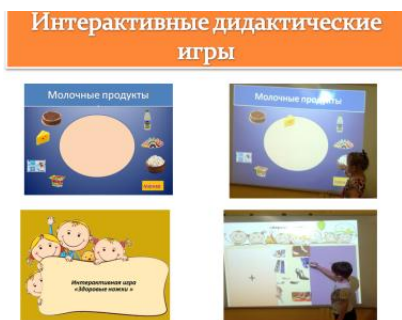 Интерактивные дидактические
игры
Молочные продукты
Молочные продукты
Интерактивная игра
«Здоровые ножки »